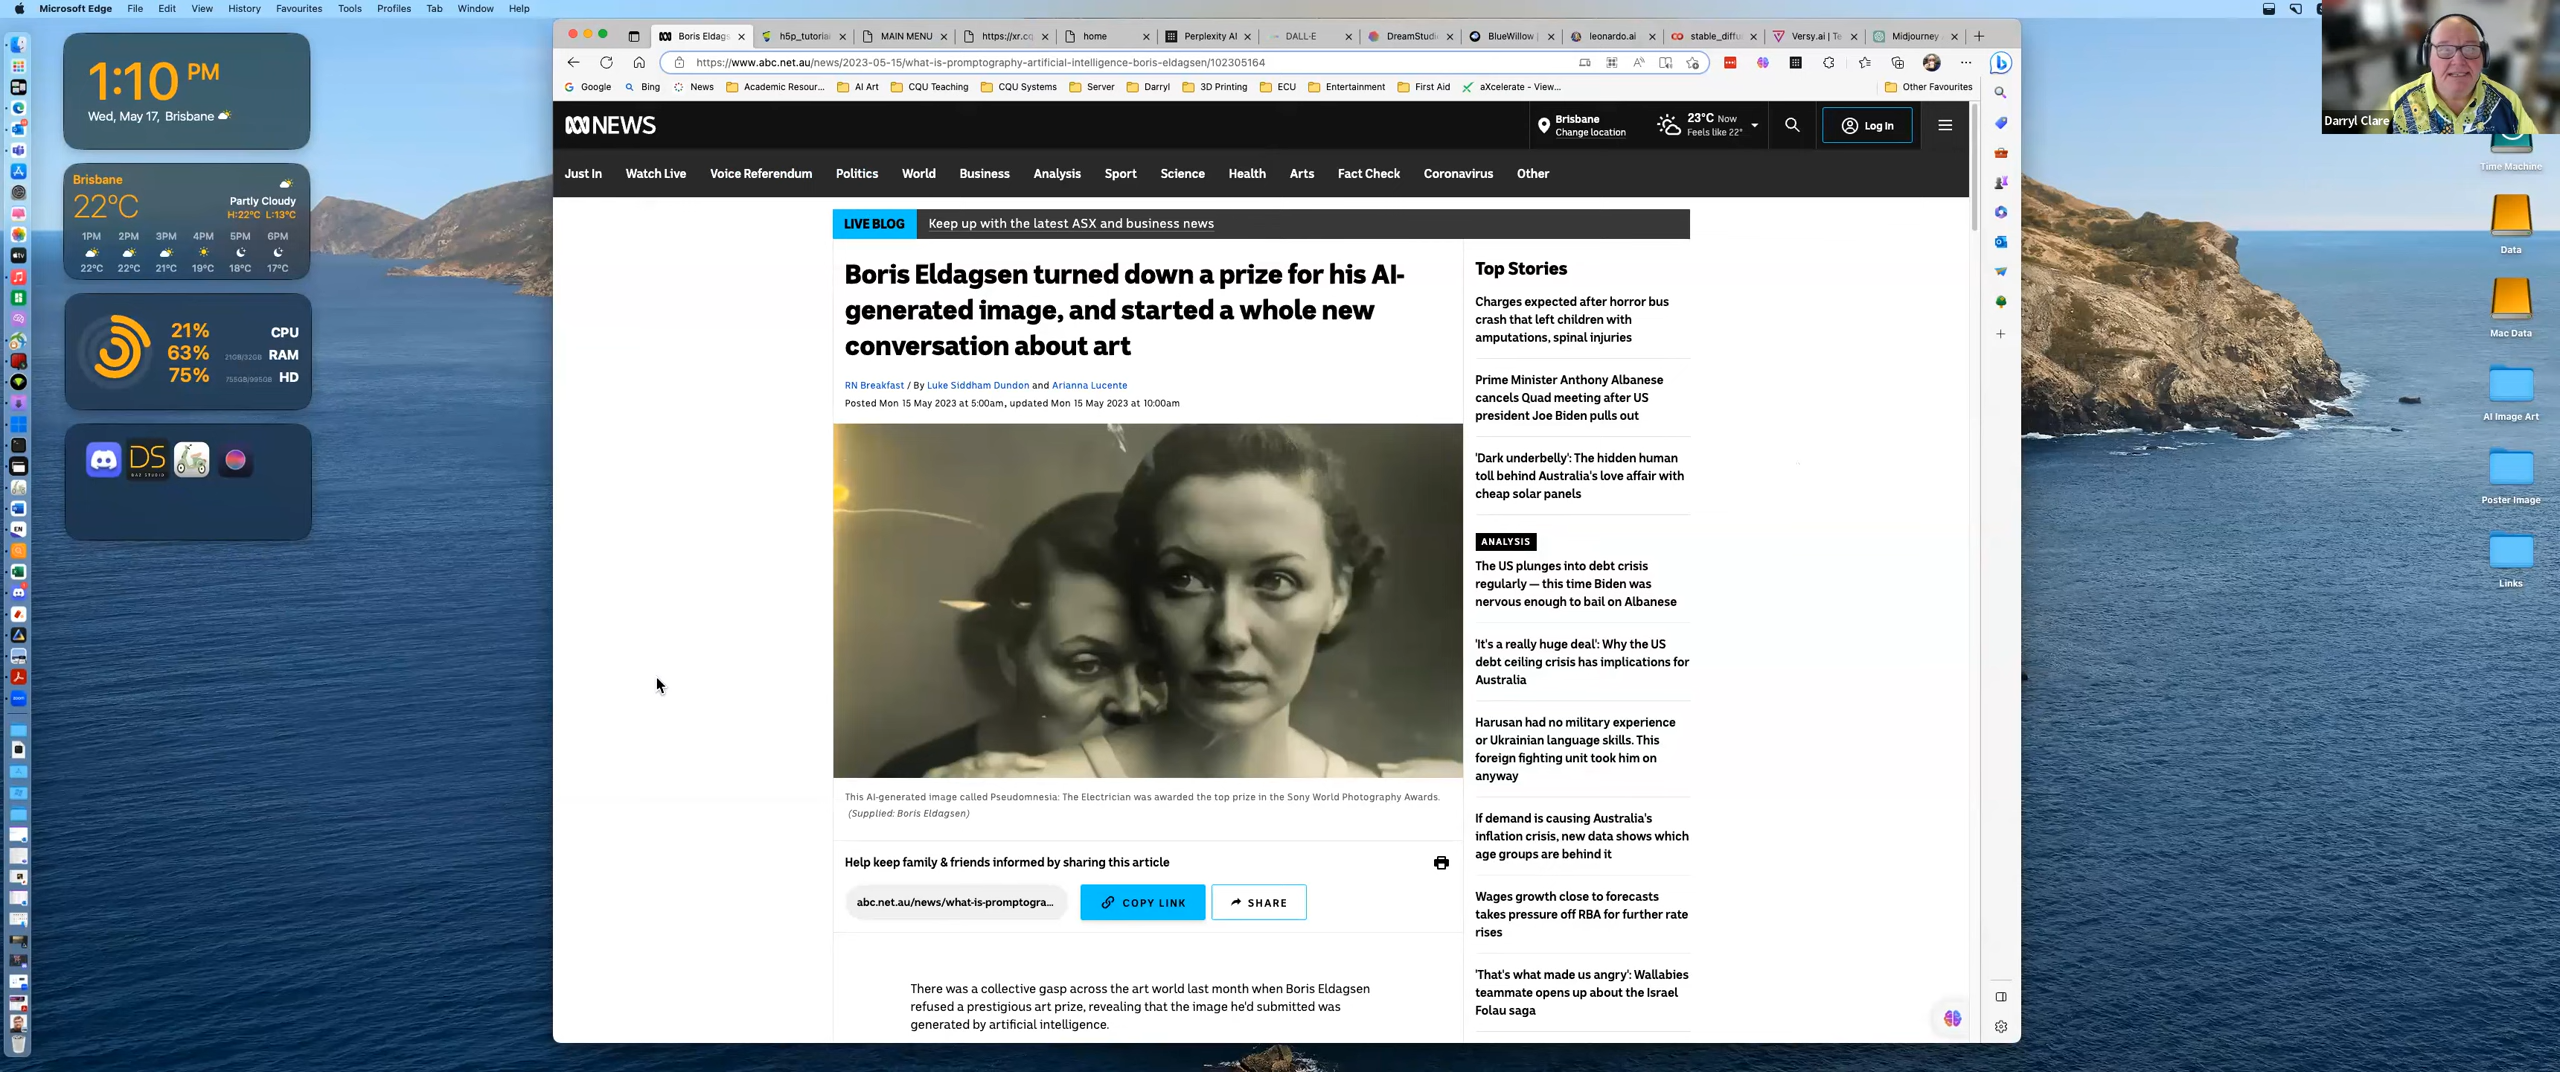 Microsoft Edge File Edit View History Favourites Tools Profiles Tab Window Help
1:10 PM
Wed, May 17, Brisbane
Brisbane
22°C
Partly Cloudy
H:22°C L:13°C
1PM 2PM 3PM 4PM 5PM 6PM
22°C 22°C 21°C 19°C 18°C 17°C
21% CPU
63% 21GB/32GB RAM
75% HD
DS
DAZ STUDIO
Boris Eldags
h5p_tutoria
MAIN MENU
https://xr.cq
home
Perplexity AI
DALL·E
DreamStudi
BlueWillow |
leonardo.ai
stable_diffu
Versy.ai | Te
Midjourney
https://www.abc.net.au/news/2023-05-15/what-is-promptography-artificial-intelligence-boris-eldagsen/102305164
Google Bing News Academic Resour... AI Art CQU Teaching CQU Systems Server Darryl 3D Printing ECU Entertainment First Aid aXcelerate - View... Other Favourites
NEWS
Brisbane
Change location
23°C Now
Feels like 22°
Log In
Just In Watch Live Voice Referendum Politics World Business Analysis Sport Science Health Arts Fact Check Coronavirus Other
LIVE BLOG Keep up with the latest ASX and business news
Boris Eldagsen turned down a prize for his AI-
generated image, and started a whole new
conversation about art
RN Breakfast / By Luke Siddham Dundon and Arianna Lucente
Posted Mon 15 May 2023 at 5:00am, updated Mon 15 May 2023 at 10:00am
This AI-generated image called Pseudomnesia: The Electrician was awarded the top prize in the Sony World Photography Awards.
(Supplied: Boris Eldagsen)
Help keep family & friends informed by sharing this article
abc.net.au/news/what-is-promptogra...
COPY LINK
SHARE
There was a collective gasp across the art world last month when Boris Eldagsen
refused a prestigious art prize, revealing that the image he'd submitted was
generated by artificial intelligence.
Top Stories
Charges expected after horror bus
crash that left children with
amputations, spinal injuries
Prime Minister Anthony Albanese
cancels Quad meeting after US
president Joe Biden pulls out
'Dark underbelly': The hidden human
toll behind Australia's love affair with
cheap solar panels
ANALYSIS
The US plunges into debt crisis
regularly — this time Biden was
nervous enough to bail on Albanese
'It's a really huge deal': Why the US
debt ceiling crisis has implications for
Australia
Harusan had no military experience
or Ukrainian language skills. This
foreign fighting unit took him on
anyway
If demand is causing Australia's
inflation crisis, new data shows which
age groups are behind it
Wages growth close to forecasts
takes pressure off RBA for further rate
rises
'That's what made us angry': Wallabies
teammate opens up about the Israel
Folau saga
Darryl Clare
Time Machine
Data
Mac Data
AI Image Art
Poster Image
Links